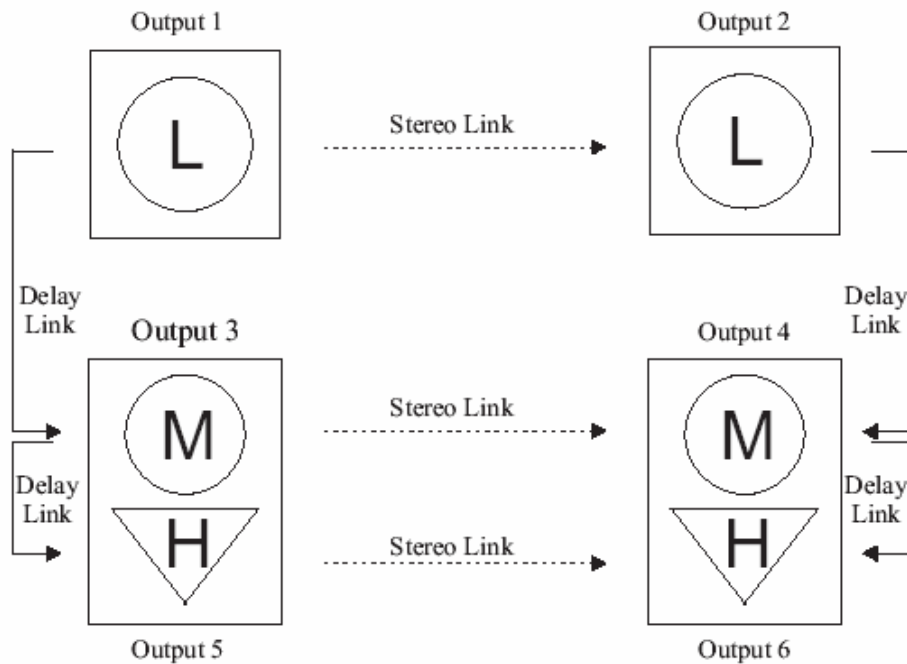 Output 1
Output 2
L
Stereo Link
L
Delay
Link
Delay
Link
Output 3
Output 4
M
Stereo Link
M
Delay
Link
Delay
Link
H
Stereo Link
H
Output 5
Output 6